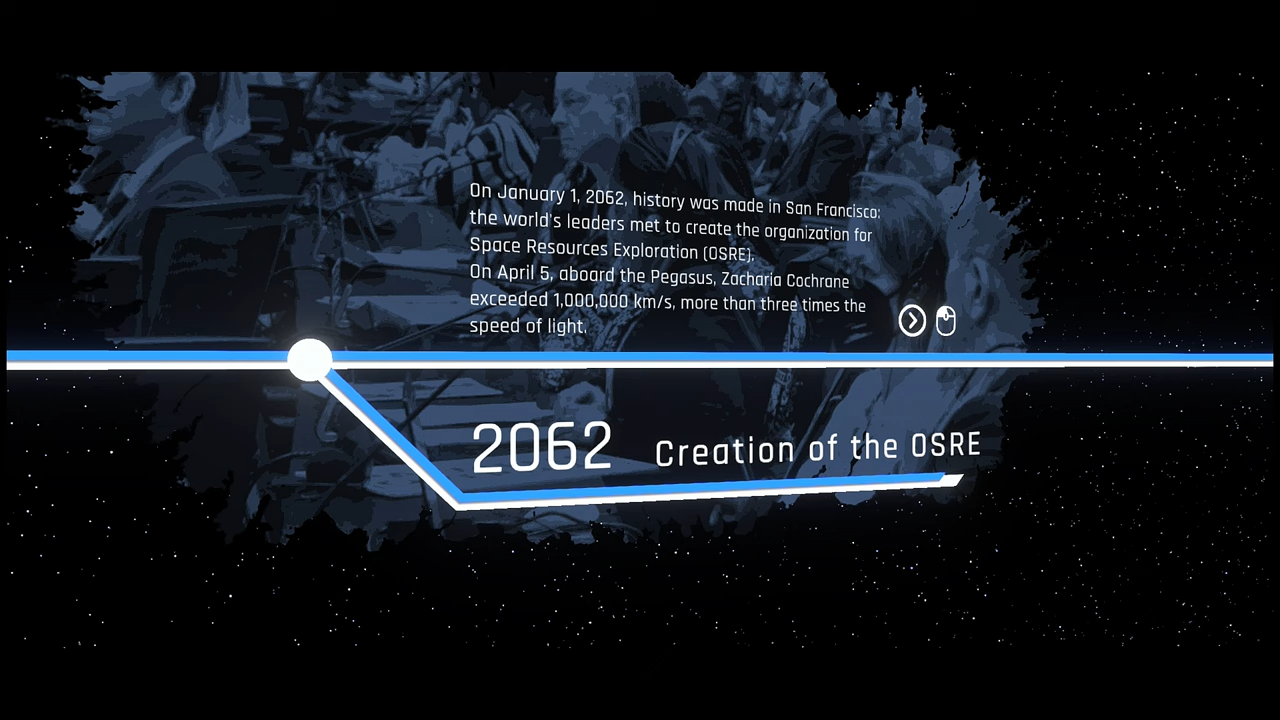 On January 1, 2062, history was made in San Francisco:
the world's leaders met to create the organization for
Space Resources Exploration (OSRE).
On April 5, aboard the Pegasus, Zacharia Cochrane
exceeded 1,000,000 km/s, more than three times the
speed of light.
2062 Creation of the OSRE